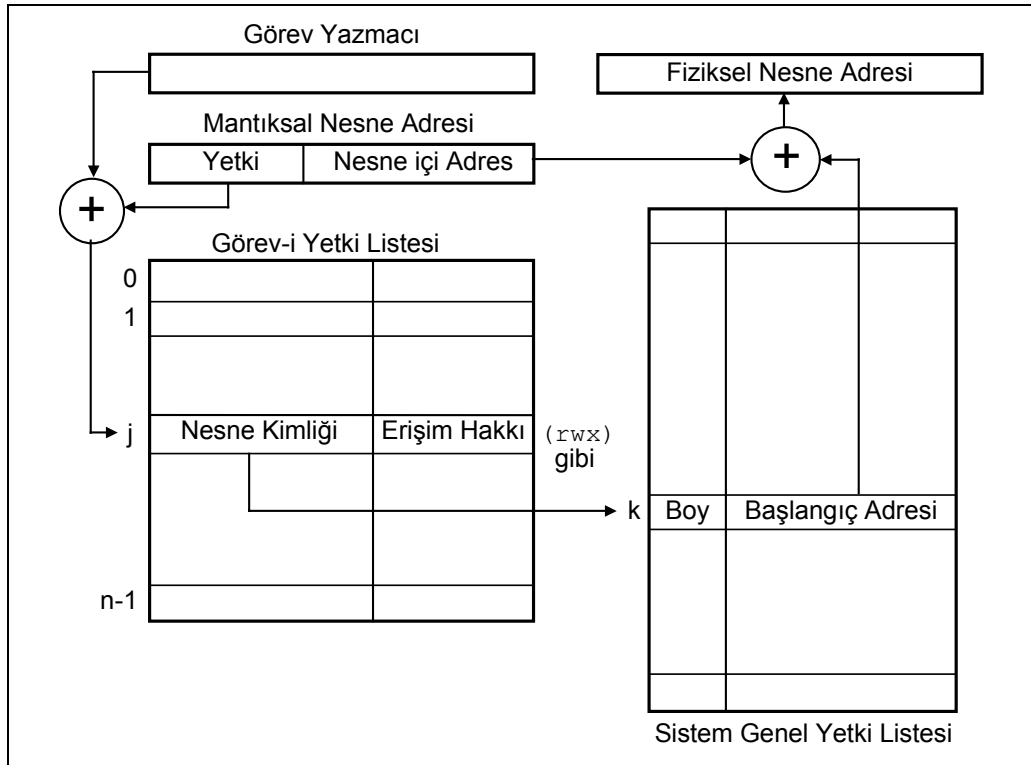 Görev Yazmacı
Fiziksel Nesne Adresi
Mantıksal Nesne Adresi
Yetki
Nesne içi Adres
+
+
Görev-i Yetki Listesi
0
1
j
Nesne Kimliği
Erişim Hakkı
(rwx)
gibi
k
Boy
Başlangıç Adresi
n-1
Sistem Genel Yetki Listesi